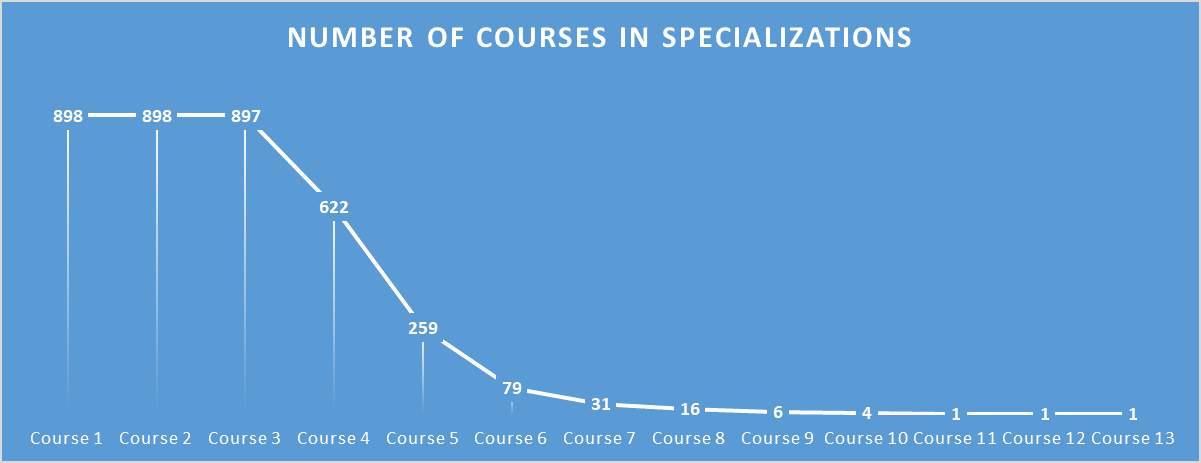 NUMBER OF COURSES IN SPECIALIZATIONS
898 898 897
622
259
79
31 16 6 4 1 1 1
Course 1 Course 2 Course 3 Course 4 Course 5 Course 6 Course 7 Course 8 Course 9 Course 10 Course 11 Course 12 Course 13